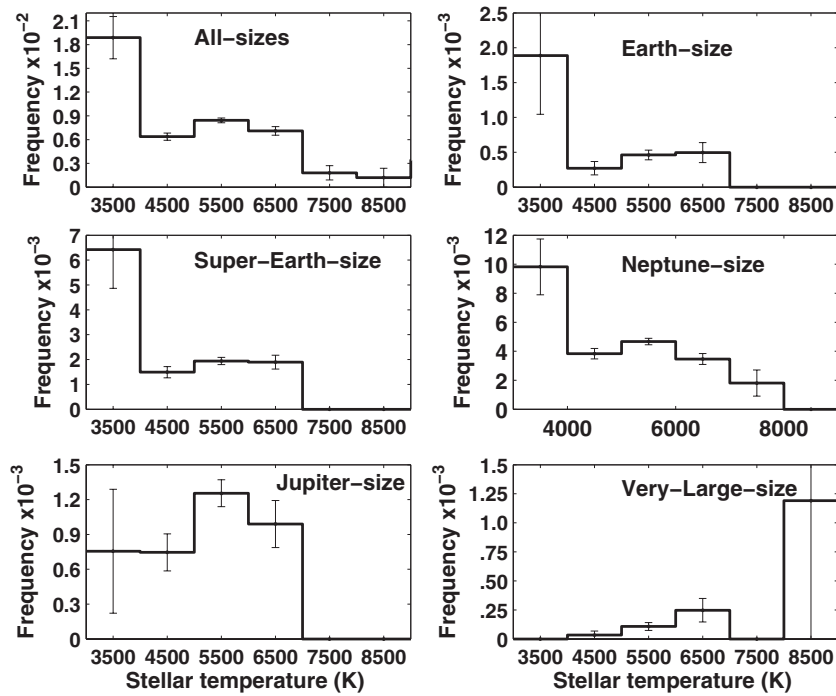 All−sizes
Frequency x10−2
2.1
1.8
1.5
1.2
0.9
0.6
0.3
0
3500 4500 5500 6500 7500 8500
Earth−size
Frequency x10−3
2.5
2.0
1.5
1.0
0.5
0
3500 4500 5500 6500 7500 8500
Super−Earth−size
Frequency x10−3
7
6
5
4
3
2
1
0
3500 4500 5500 6500 7500 8500
Neptune−size
Frequency x10−3
12
10
8
6
4
2
0
4000 6000 8000
Jupiter−size
Frequency x10−3
1.5
1.2
0.9
0.6
0.3
0
3500 4500 5500 6500 7500 8500
Stellar temperature (K)
Very−Large−size
Frequency x10−3
1.5
1.25
1.0
.75
.50
.25
0
3500 4500 5500 6500 7500 8500
Stellar temperature (K)